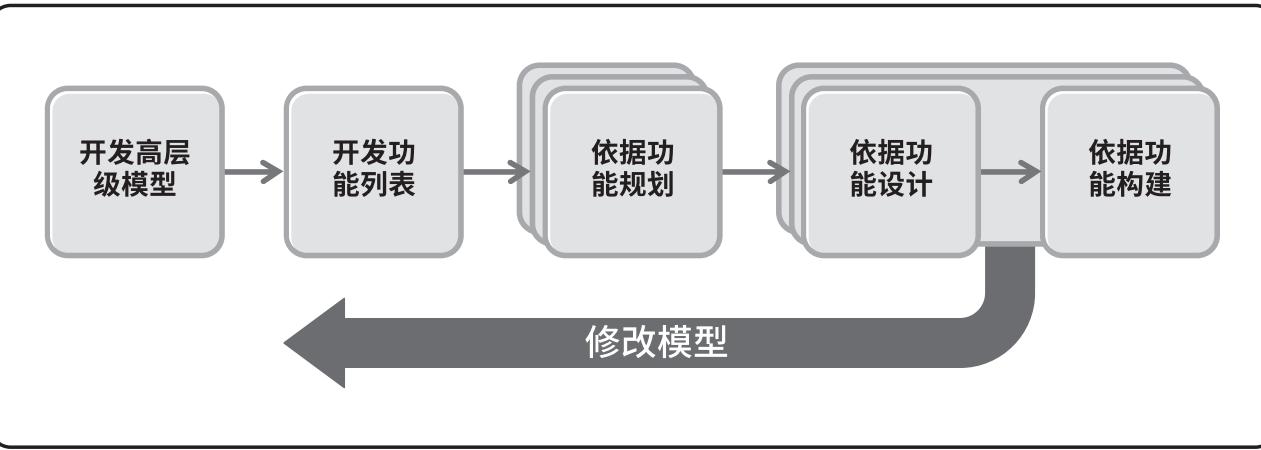 开发高层
级模型
开发功
能列表
依据功
能规划
依据功
能设计
依据功
能构建
修改模型